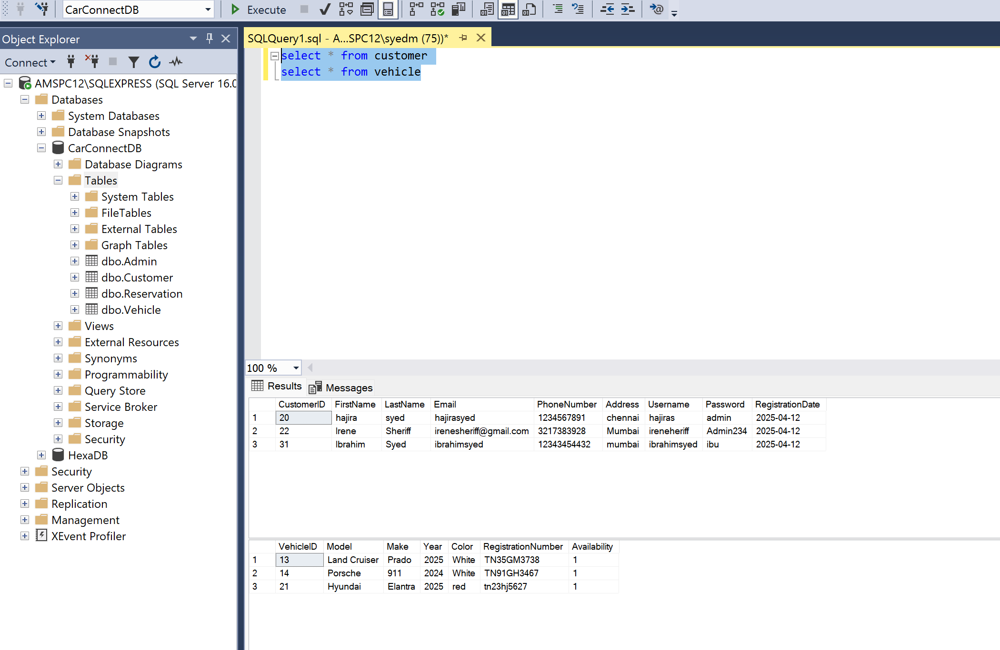 CarConnectDB
Execute
Object Explorer
Connect
AMSPC12\SQLEXPRESS (SQL Server 16.0
Databases
System Databases
Database Snapshots
CarConnectDB
Database Diagrams
Tables
System Tables
FileTables
External Tables
Graph Tables
dbo.Admin
dbo.Customer
dbo.Reservation
dbo.Vehicle
Views
External Resources
Synonyms
Programmability
Query Store
Service Broker
Storage
Security
HexaDB
Security
Server Objects
Replication
Management
XEvent Profiler
SQLQuery1.sql - A...SPC12\syedm (75))*
select * from customer
select * from vehicle
100 %
Results Messages
CustomerID FirstName LastName Email PhoneNumber Address Username Password RegistrationDate
1 20 hajira syed hajirasyed 1234567891 chennai hajiras admin 2025-04-12
2 22 Irene Sheriff irenesheriff@gmail.com 3217383928 Mumbai ireneheriff Admin234 2025-04-12
3 31 Ibrahim Syed ibrahimsyed 12343454432 mumbai ibrahimsyed ibu 2025-04-12
VehicleID Model Make Year Color RegistrationNumber Availability
1 13 Land Cruiser Prado 2025 White TN35GM3738 1
2 14 Porsche 911 2024 White TN91GH3467 1
3 21 Hyundai Elantra 2025 red tn23hj5627 1